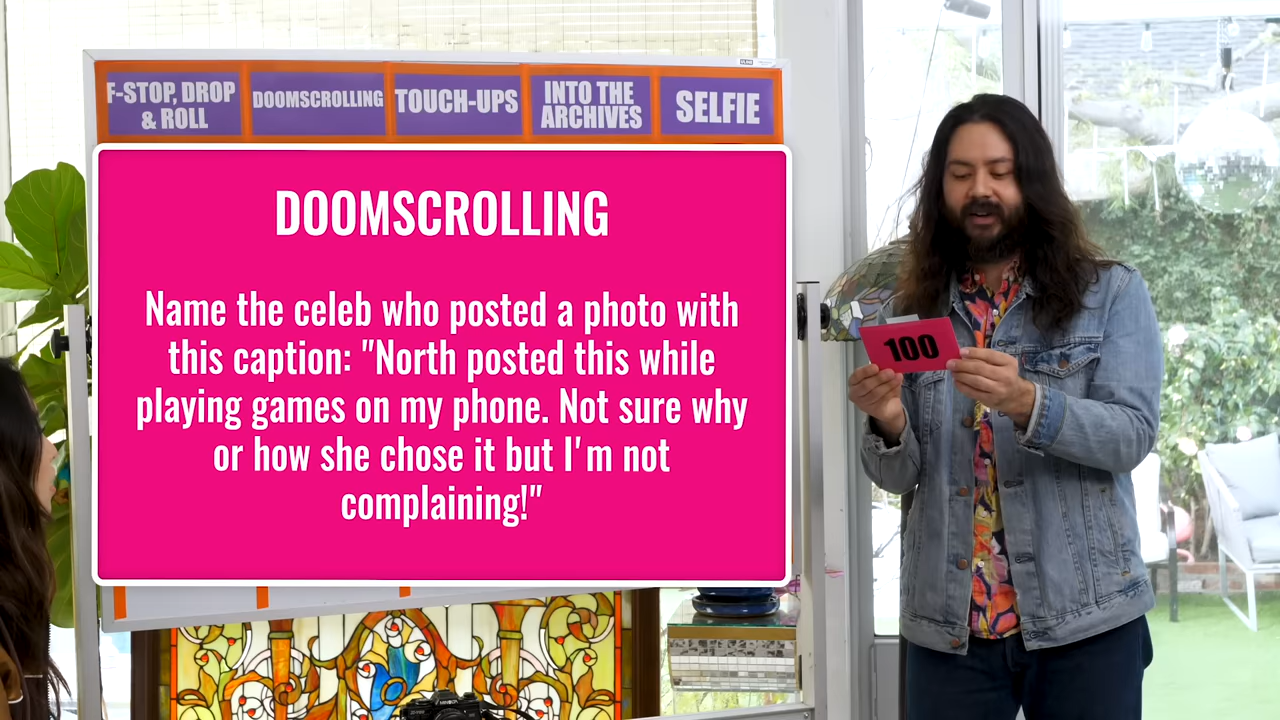 F-STOP, DROP
& ROLL
DOOMSCROLLING
TOUCH-UPS
INTO THE
ARCHIVES
SELFIE
DOOMSCROLLING
Name the celeb who posted a photo with
this caption: "North posted this while
playing games on my phone. Not sure why
or how she chose it but I'm not
complaining!"
100
MINOLTA